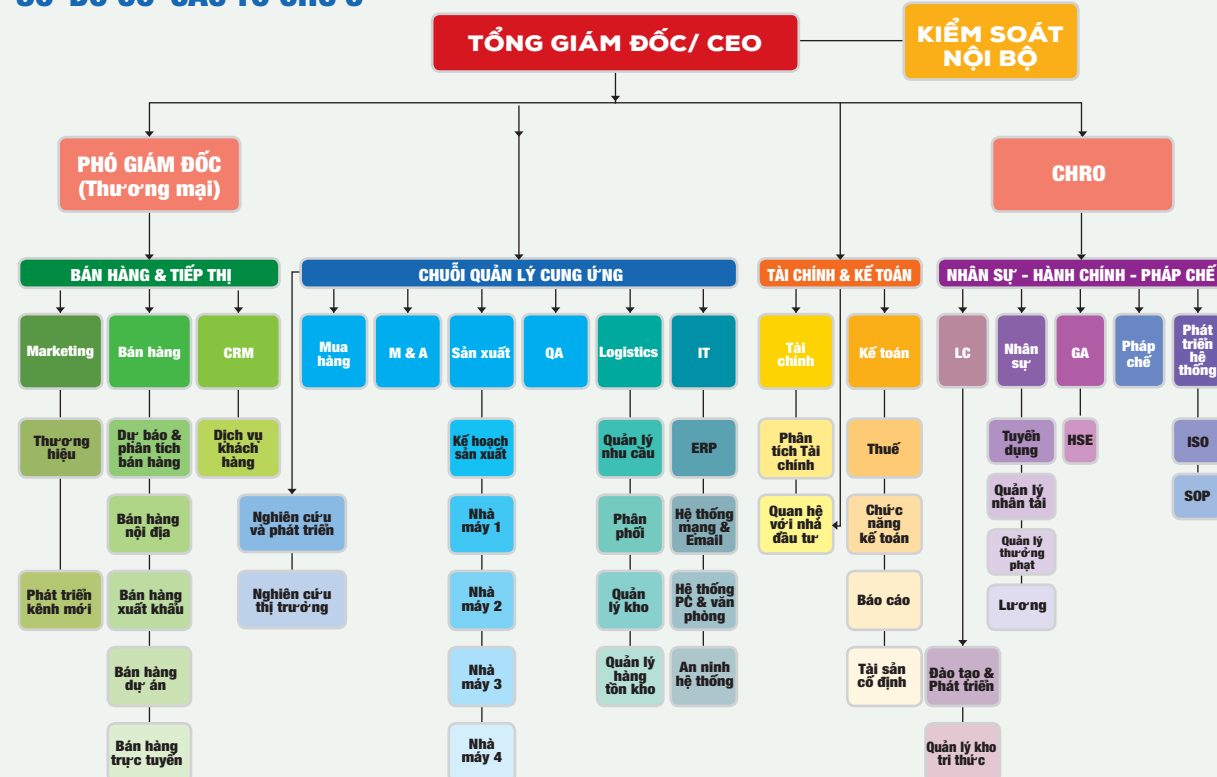 TỔNG GIÁM ĐỐC/ CEO
KIỂM SOÁT
NỘI BỘ
PHÓ GIÁM ĐỐC
(Thương mại)
CHRO
BÁN HÀNG & TIẾP THỊ
CHUỖI QUẢN LÝ CUNG ỨNG
TÀI CHÍNH & KẾ TOÁN
NHÂN SỰ - HÀNH CHÍNH - PHÁP CHẾ
Marketing
Bán hàng
CRM
Mua
hàng
M & A
Sản xuất
QA
Logistics
IT
Tài
chính
Kế toán
LC
Nhân
sự
GA
Pháp
chế
Phát
triển
hệ
thống
Thương
hiệu
Dự báo &
phân tích
bán hàng
Dịch vụ
khách
hàng
Kế hoạch
sản xuất
Quản lý
nhu cầu
ERP
Phân
tích Tài
chính
Thuế
Tuyển
dụng
HSE
ISO
Bán hàng
nội địa
Nghiên cứu
và phát triển
Nhà
máy 1
Phân
phối
Hệ thống
mạng &
Email
Quan hệ
với nhà
đầu tư
Chức
năng
kế toán
Quản lý
nhân tài
SOP
Quản lý
thưởng
phạt
Phát triển
kênh mới
Bán hàng
xuất khẩu
Nghiên cứu
thị trường
Nhà
máy 2
Quản
lý kho
Hệ thống
PC & văn
phòng
Báo cáo
Lương
Bán hàng
dự án
Nhà
máy 3
Quản lý
hàng
tồn kho
An ninh
hệ thống
Tài sản
cố định
Đào tạo &
Phát triển
Bán hàng
trực tuyến
Nhà
máy 4
Quản lý kho
tri thức